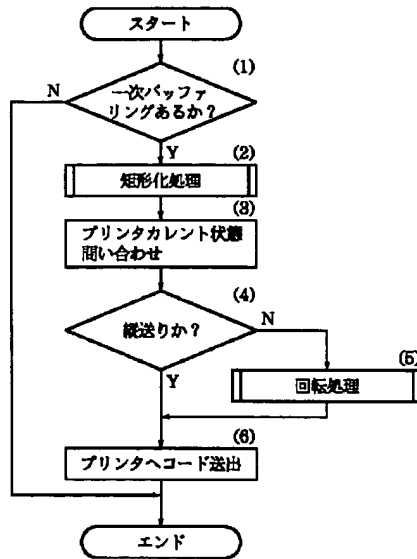 スタート
(1)
N
一次バッファ
リングあるか?
Y
(2)
矩形化処理
(3)
プリンタカレント状態
問い合わせ
(4)
縦送りか?
N
Y
(5)
回転処理
(6)
プリンタへコード送出
エンド